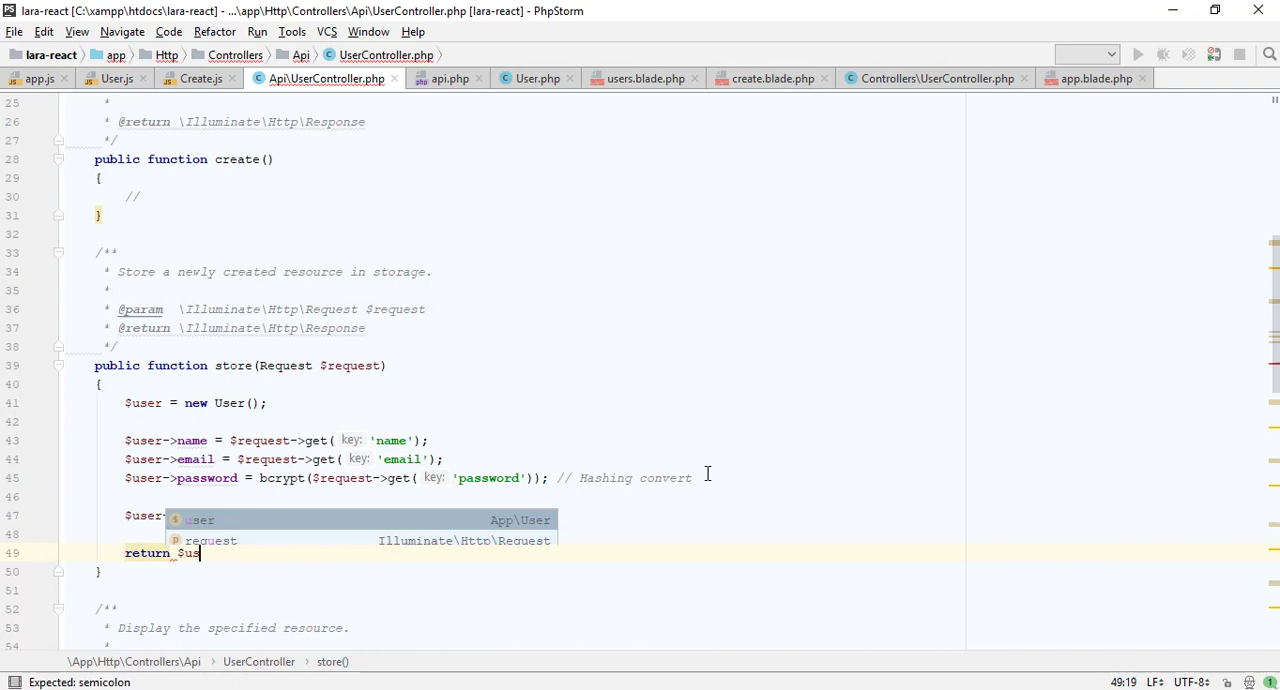 lara-react [C:\xampp\htdocs\lara-react] - ...\app\Http\Controllers\Api\UserController.php [lara-react] - PhpStorm
File Edit View Navigate Code Refactor Run Tools VCS Window Help
lara-react app Http Controllers Api UserController.php
app.js User.js Create.js Api\UserController.php api.php User.php users.blade.php create.blade.php Controllers\UserController.php app.blade.php
25 *
26 * @return \Illuminate\Http\Response
27 */
28 public function create()
29 {
30 //
31 }
32
33 /**
34 * Store a newly created resource in storage.
35 *
36 * @param \Illuminate\Http\Request $request
37 * @return \Illuminate\Http\Response
38 */
39 public function store(Request $request)
40 {
41 $user = new User();
42
43 $user->name = $request->get( key: 'name');
44 $user->email = $request->get( key: 'email');
45 $user->password = bcrypt($request->get( key: 'password')); // Hashing convert
46
47 $user-
user App\User
48
request Illuminate\Http\Request
49 return $us
50 }
51
52 /**
53 * Display the specified resource.
54 *
\App\Http\Controllers\Api › UserController › store()
Expected: semicolon 49:19 LF÷ UTF-8÷ 1